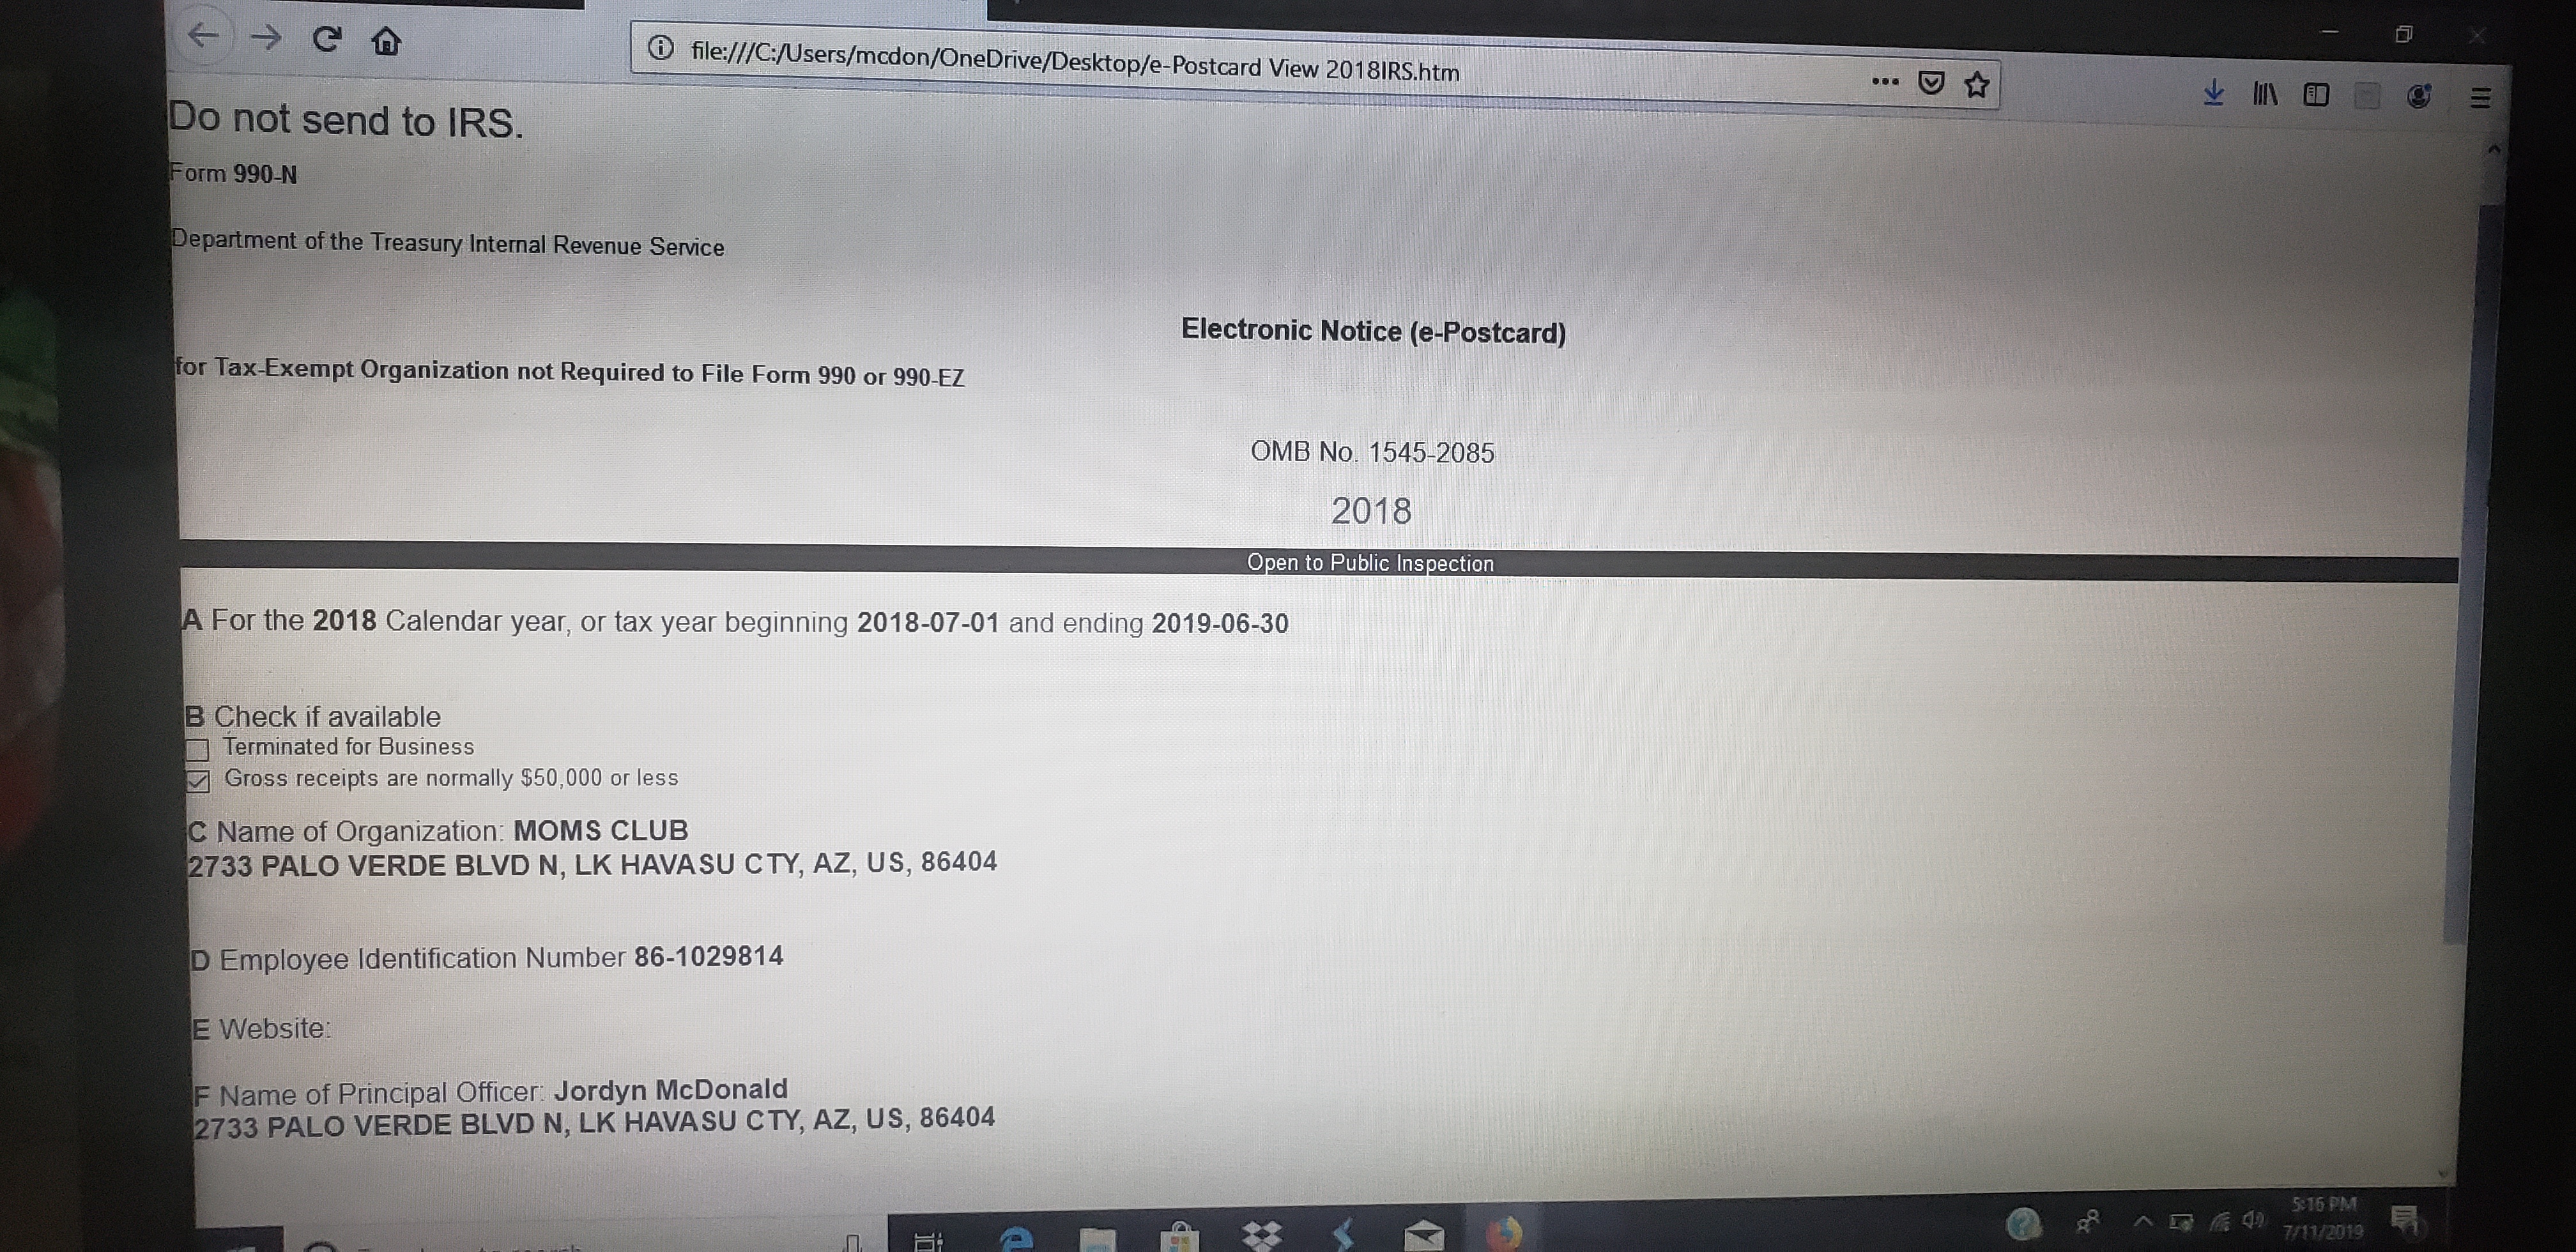 file:///C:/Users/mcdon/OneDrive/Desktop/e-Postcard View 2018IRS.htm
Do not send to IRS.
Form 990-N
Department of the Treasury Internal Revenue Service
Electronic Notice (e-Postcard)
for Tax-Exempt Organization not Required to File Form 990 or 990-EZ
OMB No. 1545-2085
2018
Open to Public Inspection
A For the 2018 Calendar year, or tax year beginning 2018-07-01 and ending 2019-06-30
B Check if available
Terminated for Business
Gross receipts are normally $50,000 or less
C Name of Organization: MOMS CLUB
2733 PALO VERDE BLVD N, LK HAVASU CTY, AZ, US, 86404
D Employee Identification Number 86-1029814
E Website:
F Name of Principal Officer: Jordyn McDonald
2733 PALO VERDE BLVD N, LK HAVASU CTY, AZ, US, 86404
5:16 PM
7/11/2019